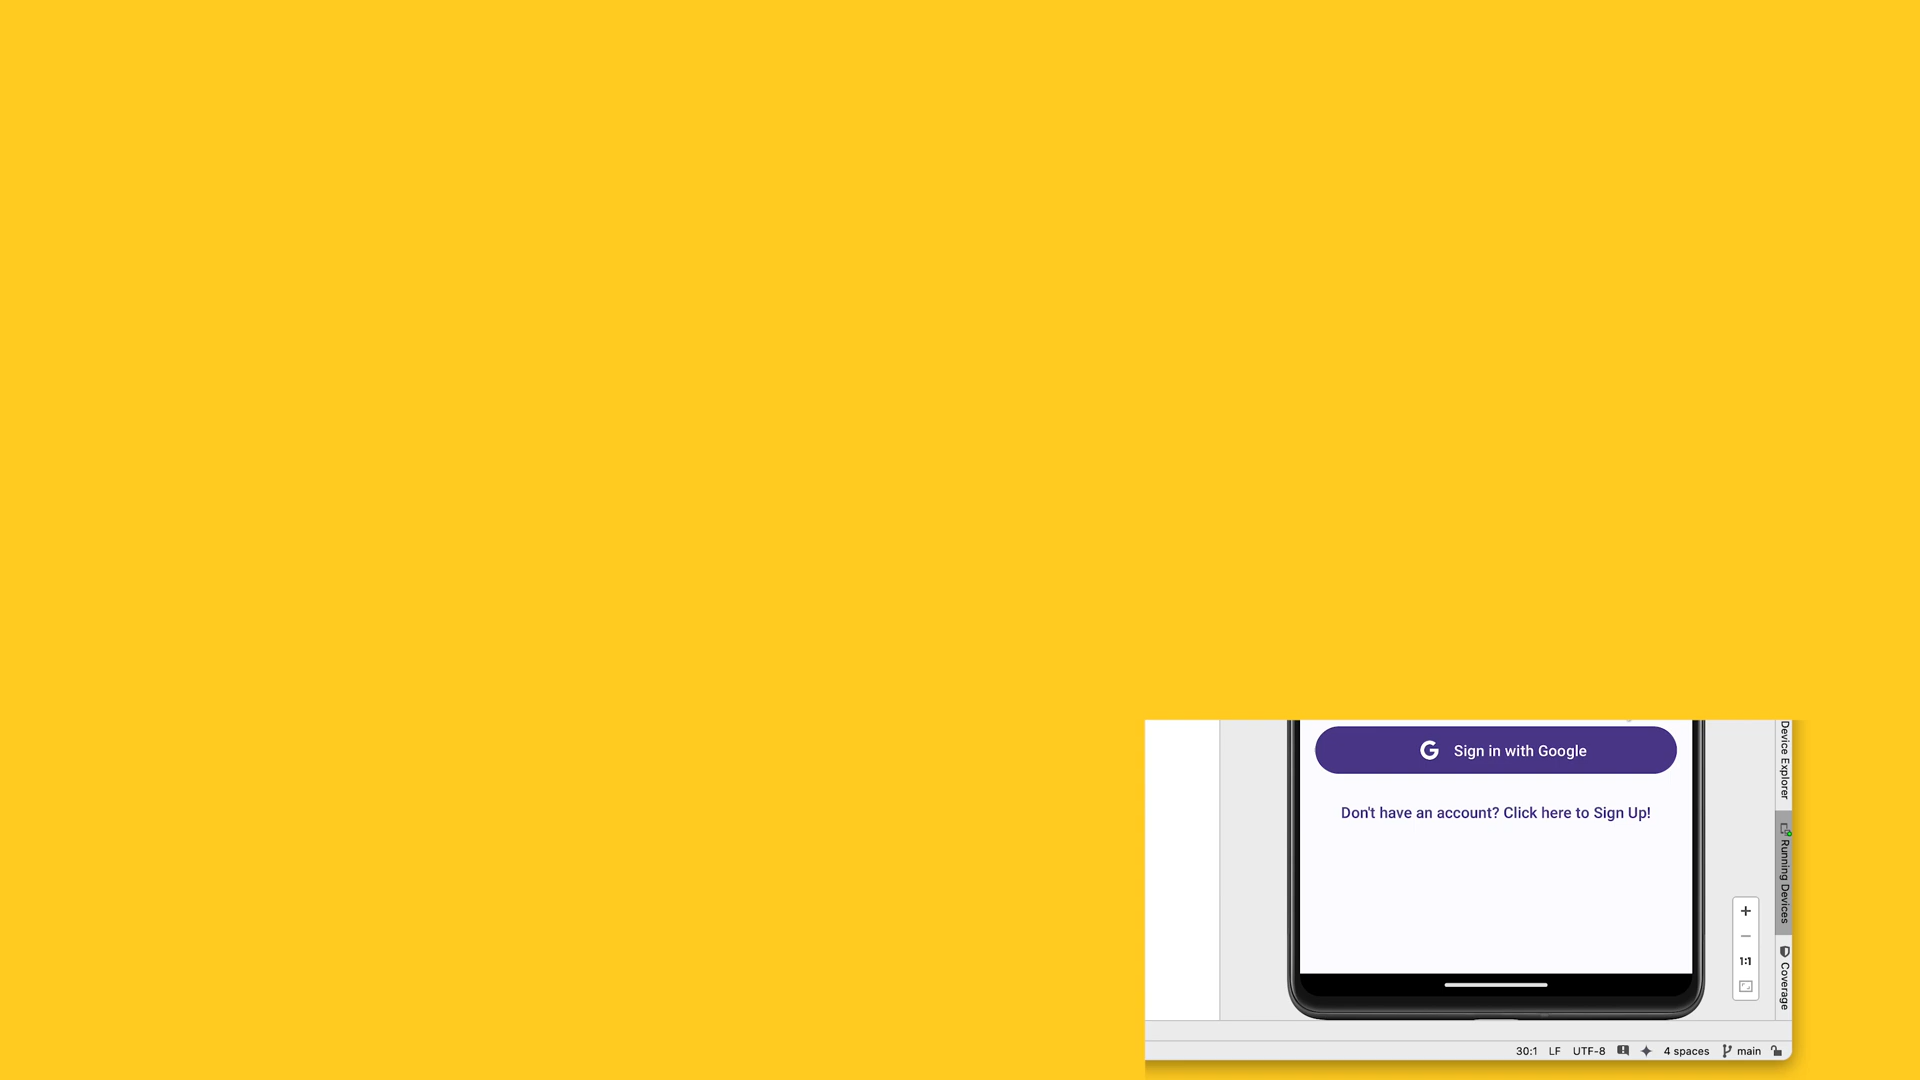 Sign in with Google
Don't have an account? Click here to Sign Up!
Device Explorer
Running Devices
Coverage
1:1
30:1 LF UTF-8 4 spaces main